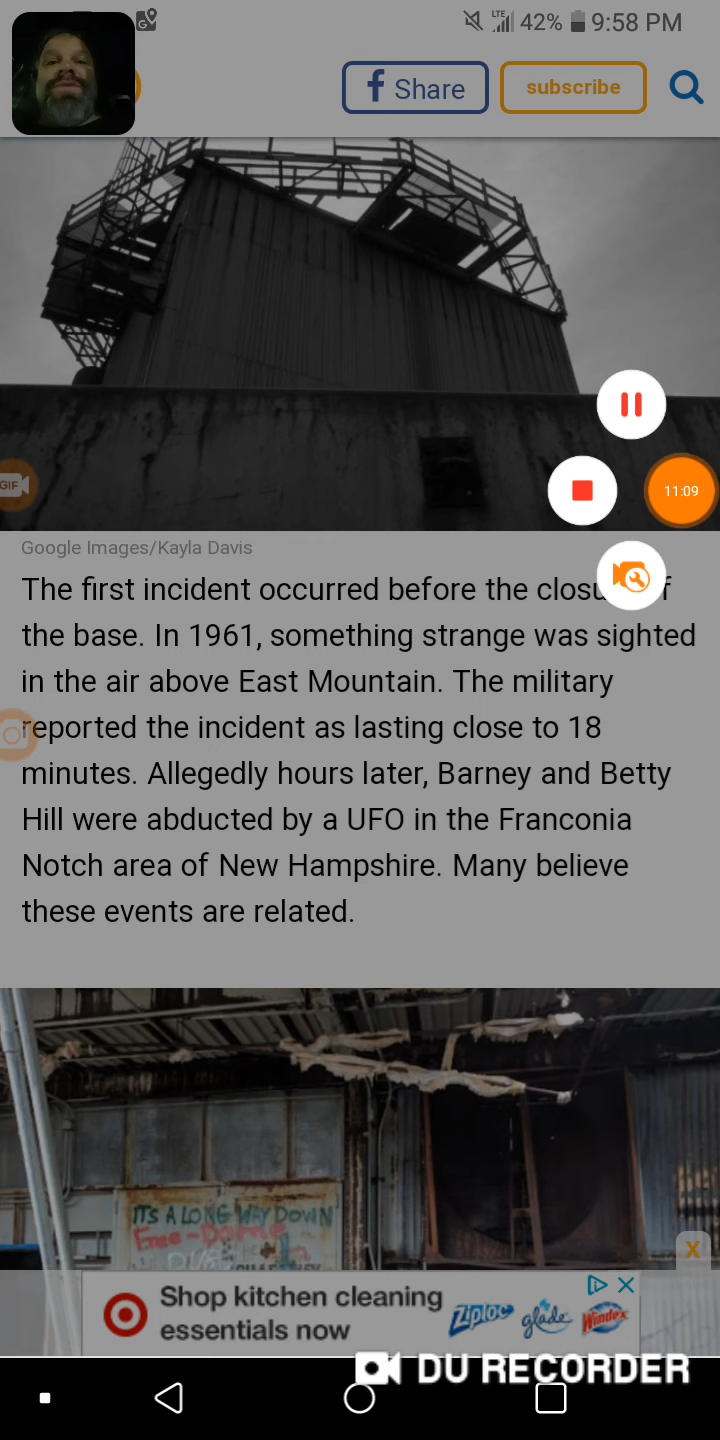 LTE 42% 9:58 PM
f Share
subscribe
GIF
11:09
Google Images/Kayla Davis
The first incident occurred before the closu f
the base. In 1961, something strange was sighted
in the air above East Mountain. The military
reported the incident as lasting close to 18
minutes. Allegedly hours later, Barney and Betty
Hill were abducted by a UFO in the Franconia
Notch area of New Hampshire. Many believe
these events are related.
ITS A LONG WAY DOWN
Free-Dome
X
Shop kitchen cleaning
essentials now
Ziploc glade Windex
DU RECORDER